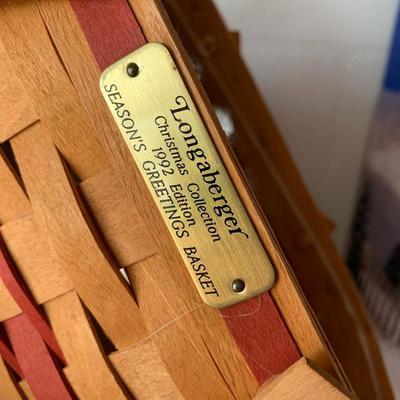 Longaberger
Christmas Collection
1992 Edition
SEASON'S GREETINGS BASKET